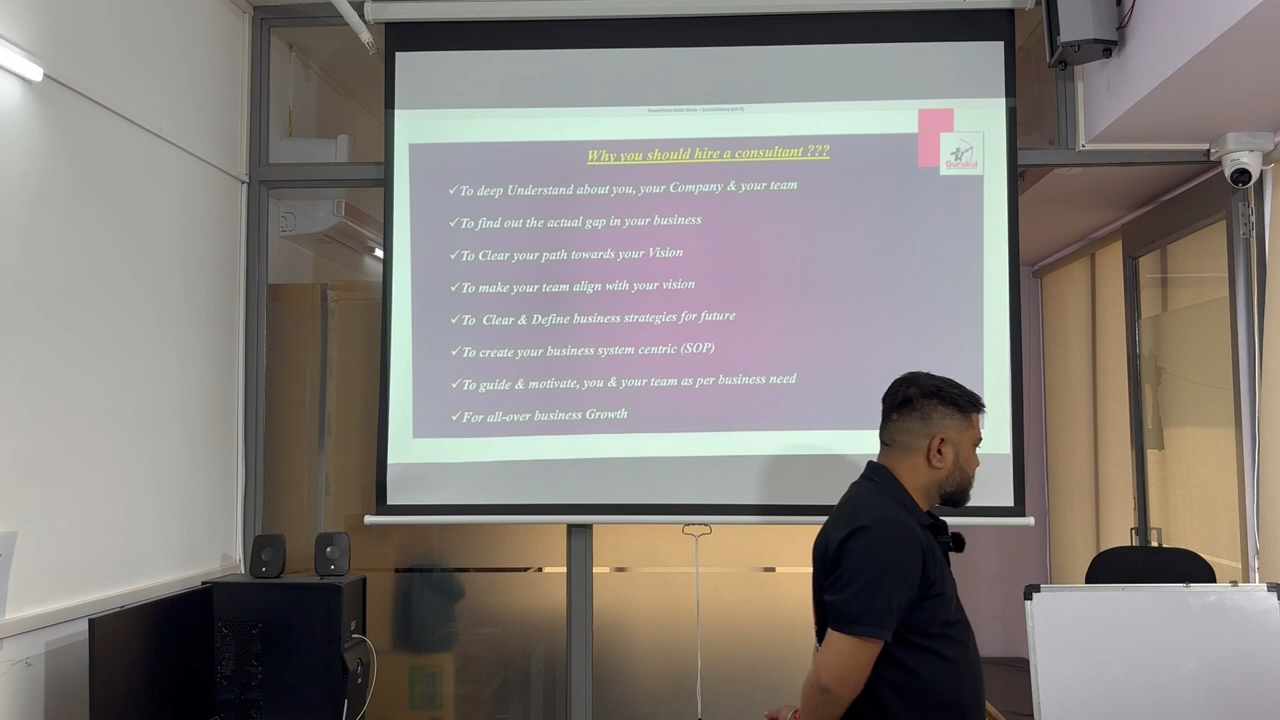 Why you should hire a consultant ???
✓To deep Understand about you, your Company & your team
✓To find out the actual gap in your business
✓To Clear your path towards your Vision
✓To make your team align with your vision
✓To Clear & Define business strategies for future
✓To create your business system centric (SOP)
✓To guide & motivate, you & your team as per business need
✓For all-over business Growth
Gurukul